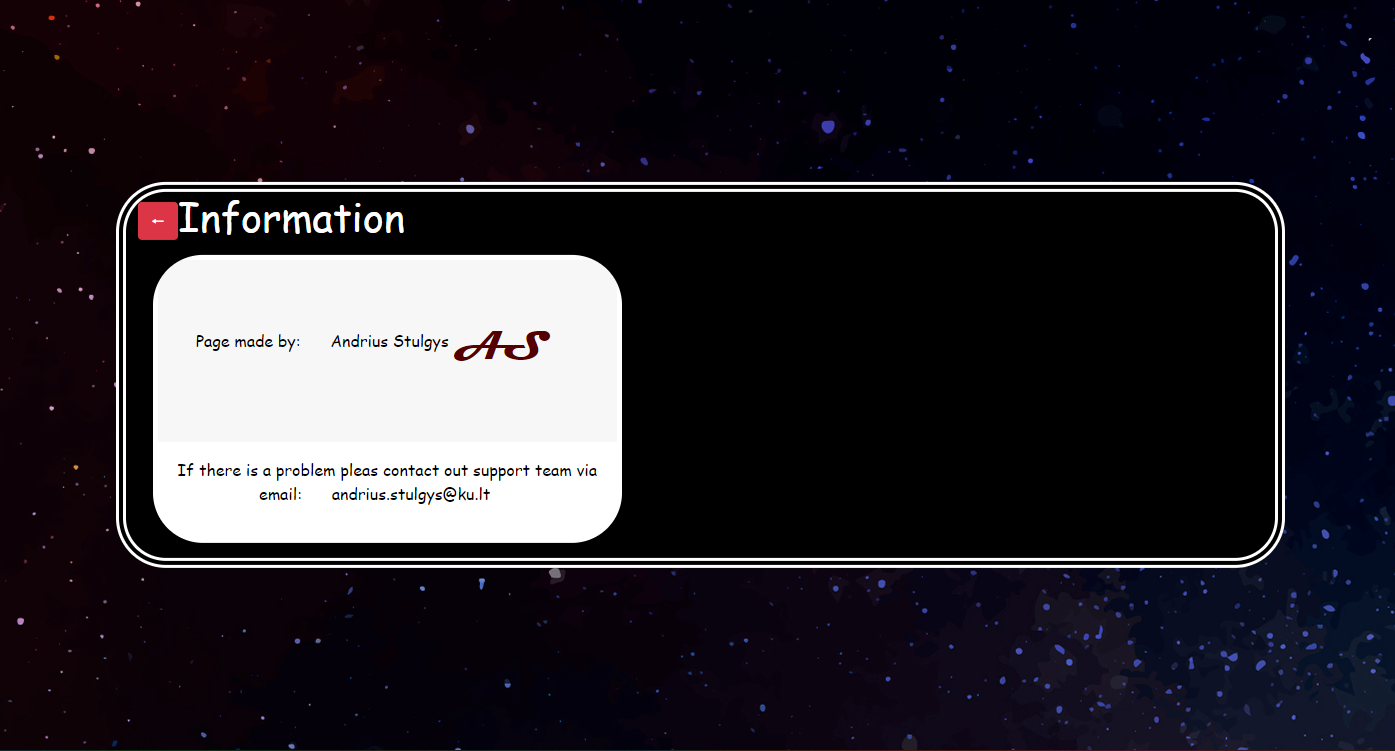 ← Information
Page made by: Andrius Stulgys AS
If there is a problem pleas contact out support team via
email: andrius.stulgys@ku.lt